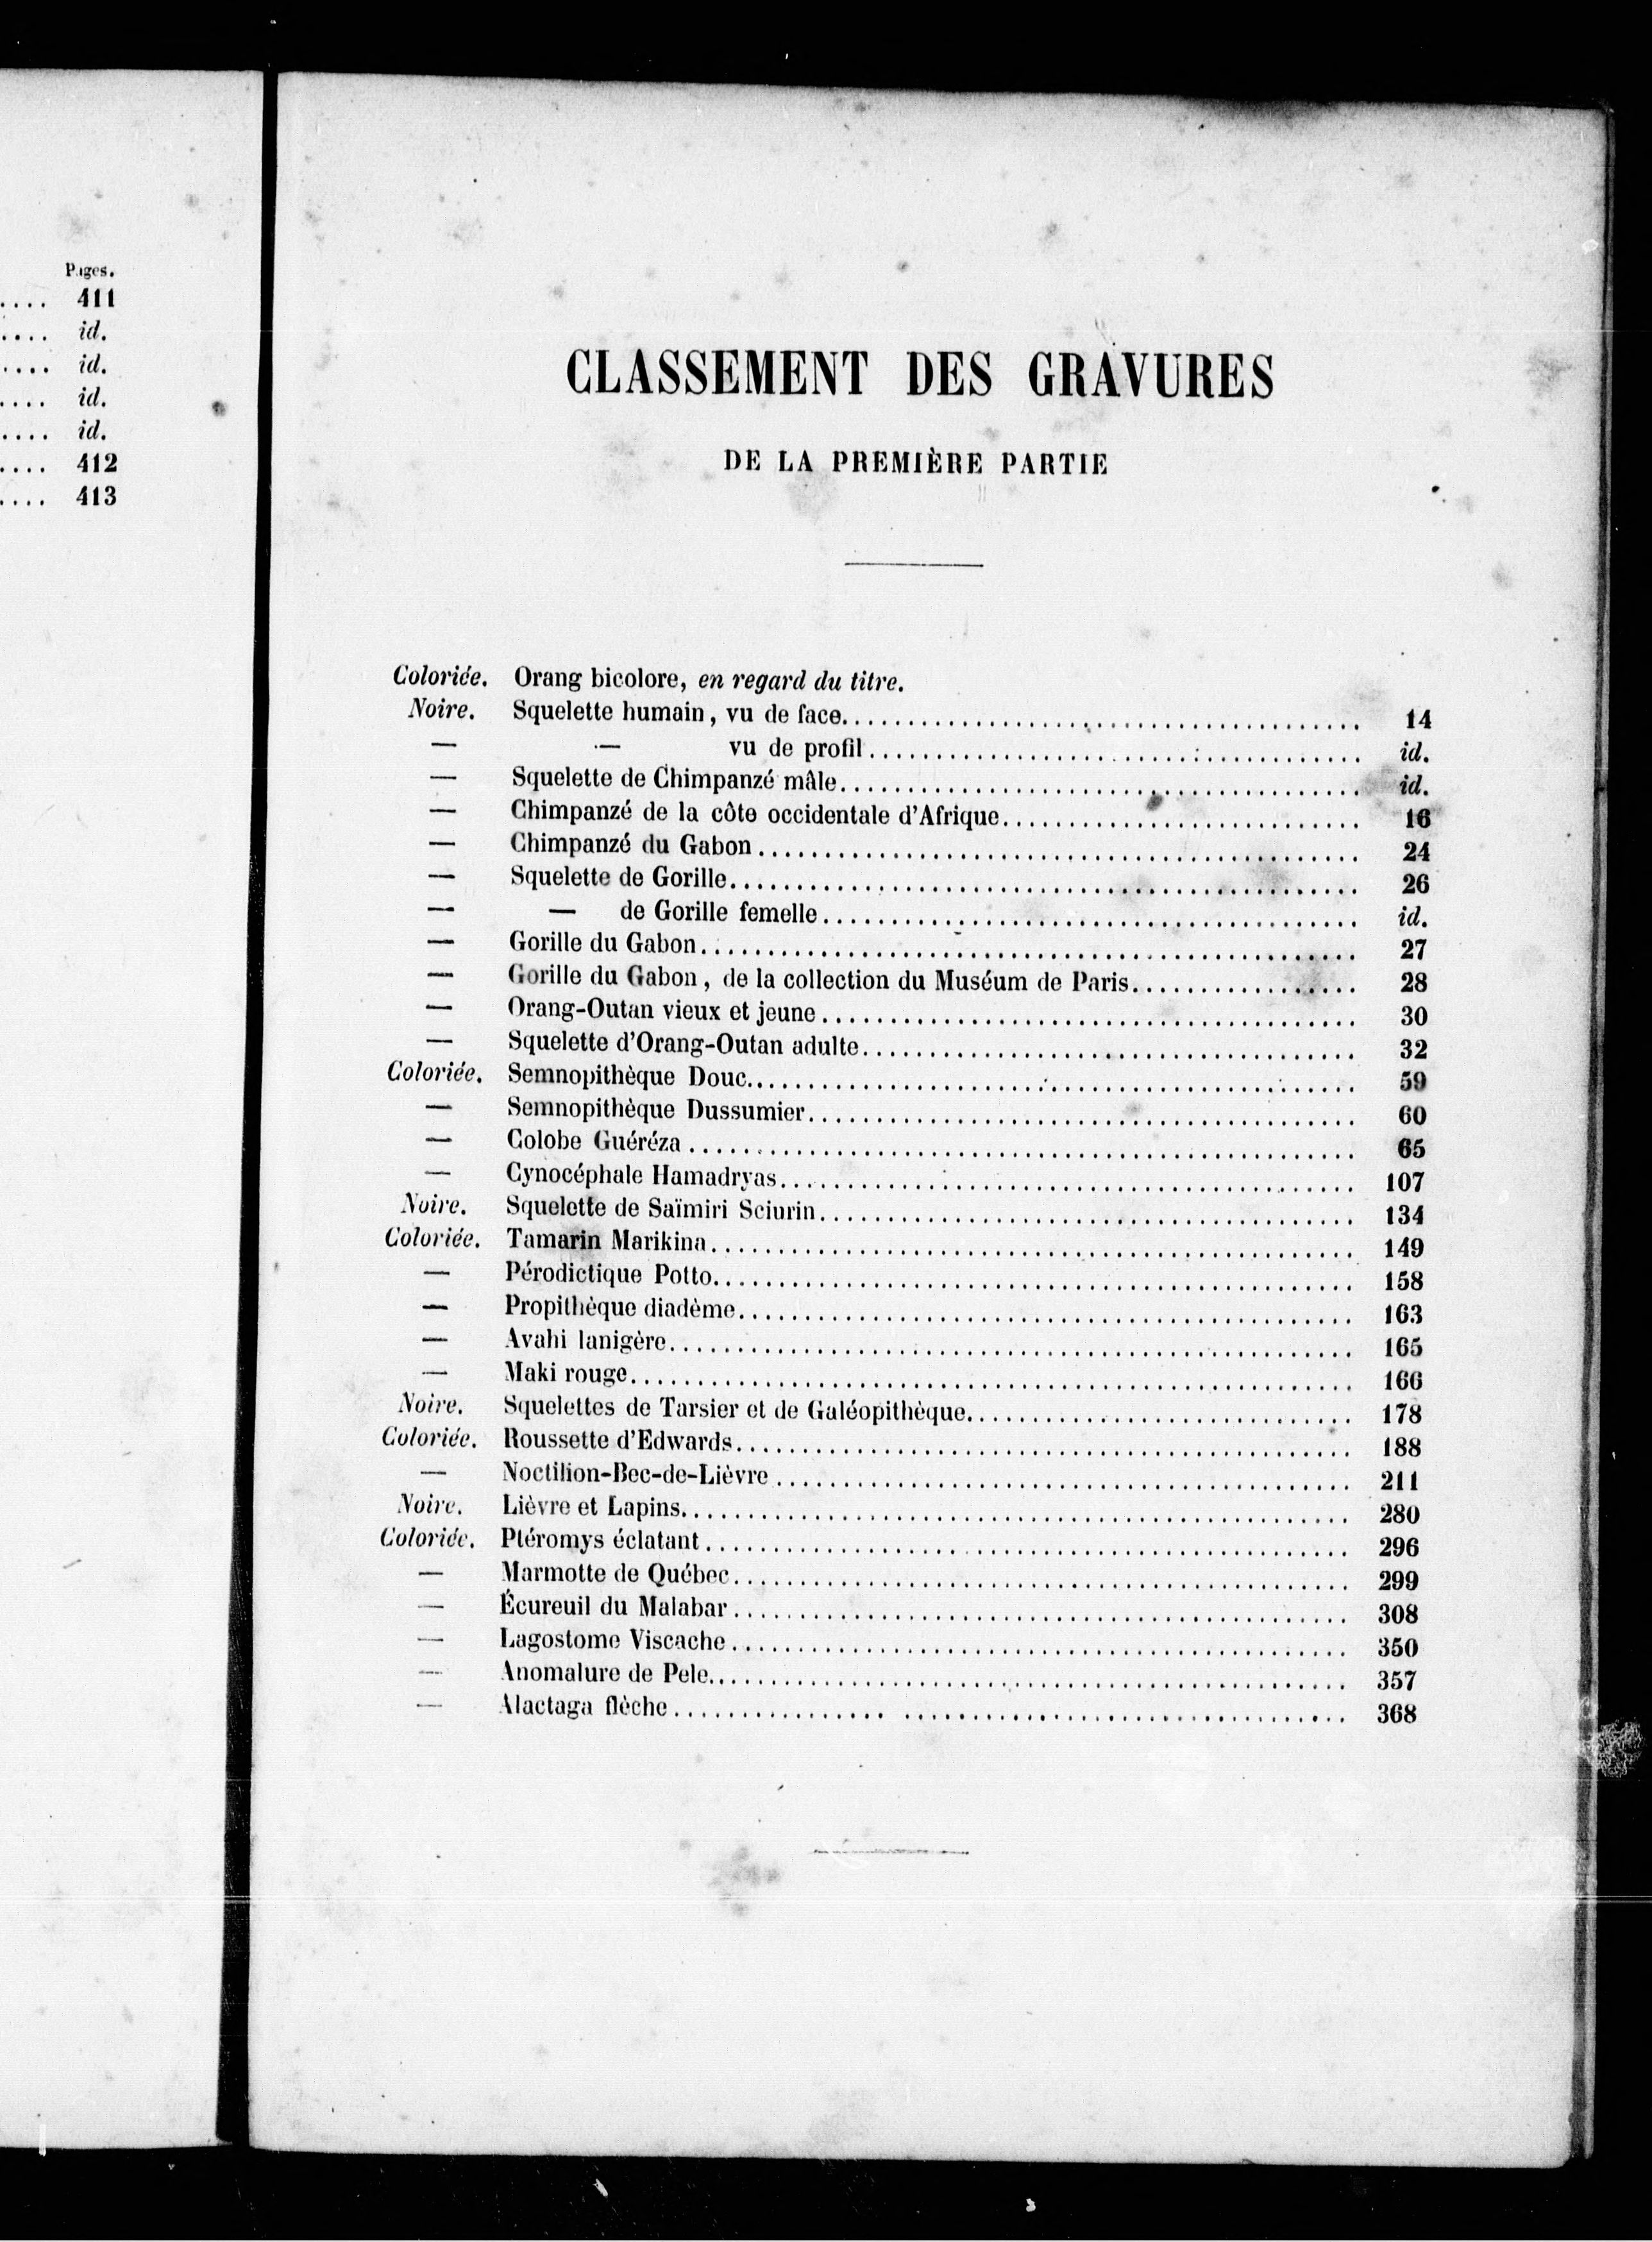 Pages.
.... 411
.... id.
.... id.
.... id.
.... id.
.... 412
.... 413
CLASSEMENT DES GRAVURES
DE LA PREMIÈRE PARTIE
Coloriée. Orang bicolore, en regard du titre.
Noire. Squelette humain, vu de face.......... 14
— — vu de profil.......... id.
— Squelette de Chimpanzé mâle.......... id.
— Chimpanzé de la côte occidentale d'Afrique.......... 16
— Chimpanzé du Gabon.......... 24
— Squelette de Gorille.......... 26
— — de Gorille femelle.......... id.
— Gorille du Gabon.......... 27
— Gorille du Gabon, de la collection du Muséum de Paris.......... 28
— Orang-Outan vieux et jeune.......... 30
— Squelette d'Orang-Outan adulte.......... 32
Coloriée. Semnopithèque Douc.......... 59
— Semnopithèque Dussumier.......... 60
— Colobe Guéréza.......... 65
— Cynocéphale Hamadryas.......... 107
Noire. Squelette de Saïmiri Sciurin.......... 134
Coloriée. Tamarin Marikina.......... 149
— Pérodictique Potto.......... 158
— Propithèque diadème.......... 163
— Avahi lanigère.......... 165
— Maki rouge.......... 166
Noire. Squelettes de Tarsier et de Galéopithèque.......... 178
Coloriée. Roussette d'Edwards.......... 188
— Noctilion-Bec-de-Lièvre.......... 211
Noire. Lièvre et Lapins.......... 280
Coloriée. Ptéromys éclatant.......... 296
— Marmotte de Québec.......... 299
— Écureuil du Malabar.......... 308
— Lagostome Viscache.......... 350
— Anomalure de Pele.......... 357
— Alactaga flèche.......... 368